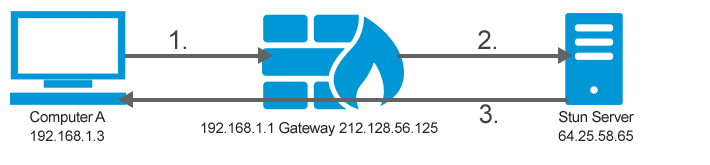 1.
2.
3.
Computer A
192.168.1.3
192.168.1.1 Gateway 212.128.56.125
Stun Server
64.25.58.65